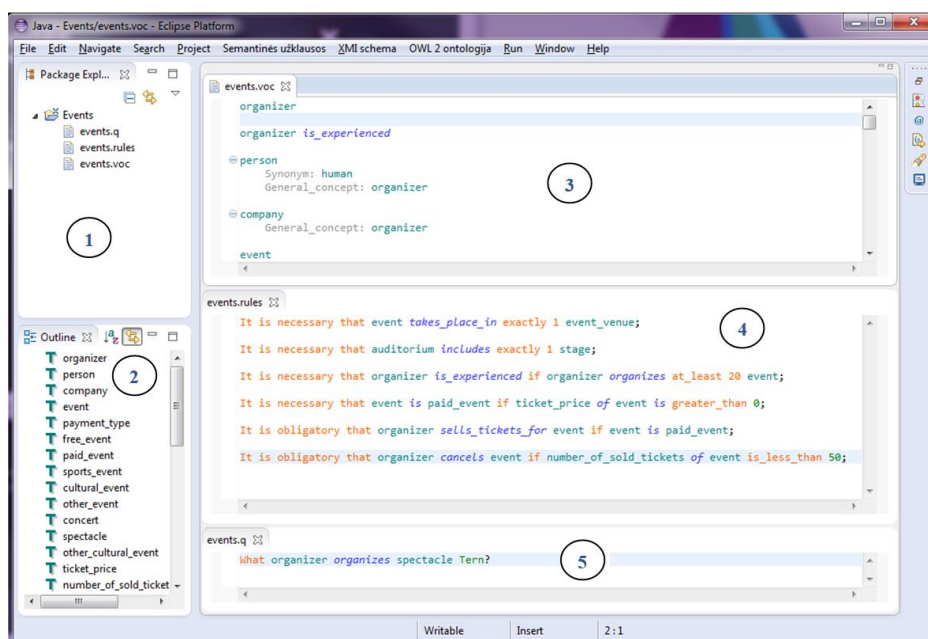 Java - Events/events.voc - Eclipse Platform
File Edit Navigate Search Project Semantinės užklausos XMI schema OWL 2 ontologija Run Window Help
Package Expl...
Events
events.q
events.rules
events.voc
1
Outline
organizer
person
company
event
payment_type
free_event
paid_event
sports_event
cultural_event
other_event
concert
spectacle
other_cultural_event
ticket_price
number_of_sold_ticket
2
events.voc
organizer
organizer is_experienced
person
Synonym: human
General_concept: organizer
company
General_concept: organizer
event
3
events.rules
It is necessary that event takes_place_in exactly 1 event_venue;
It is necessary that auditorium includes exactly 1 stage;
It is necessary that organizer is_experienced if organizer organizes at_least 20 event;
It is necessary that event is paid_event if ticket_price of event is greater_than 0;
It is obligatory that organizer sells_tickets_for event if event is paid_event;
It is obligatory that organizer cancels event if number_of_sold_tickets of event is_less_than 50;
4
events.q
What organizer organizes spectacle Tern?
5
Writable Insert 2 : 1